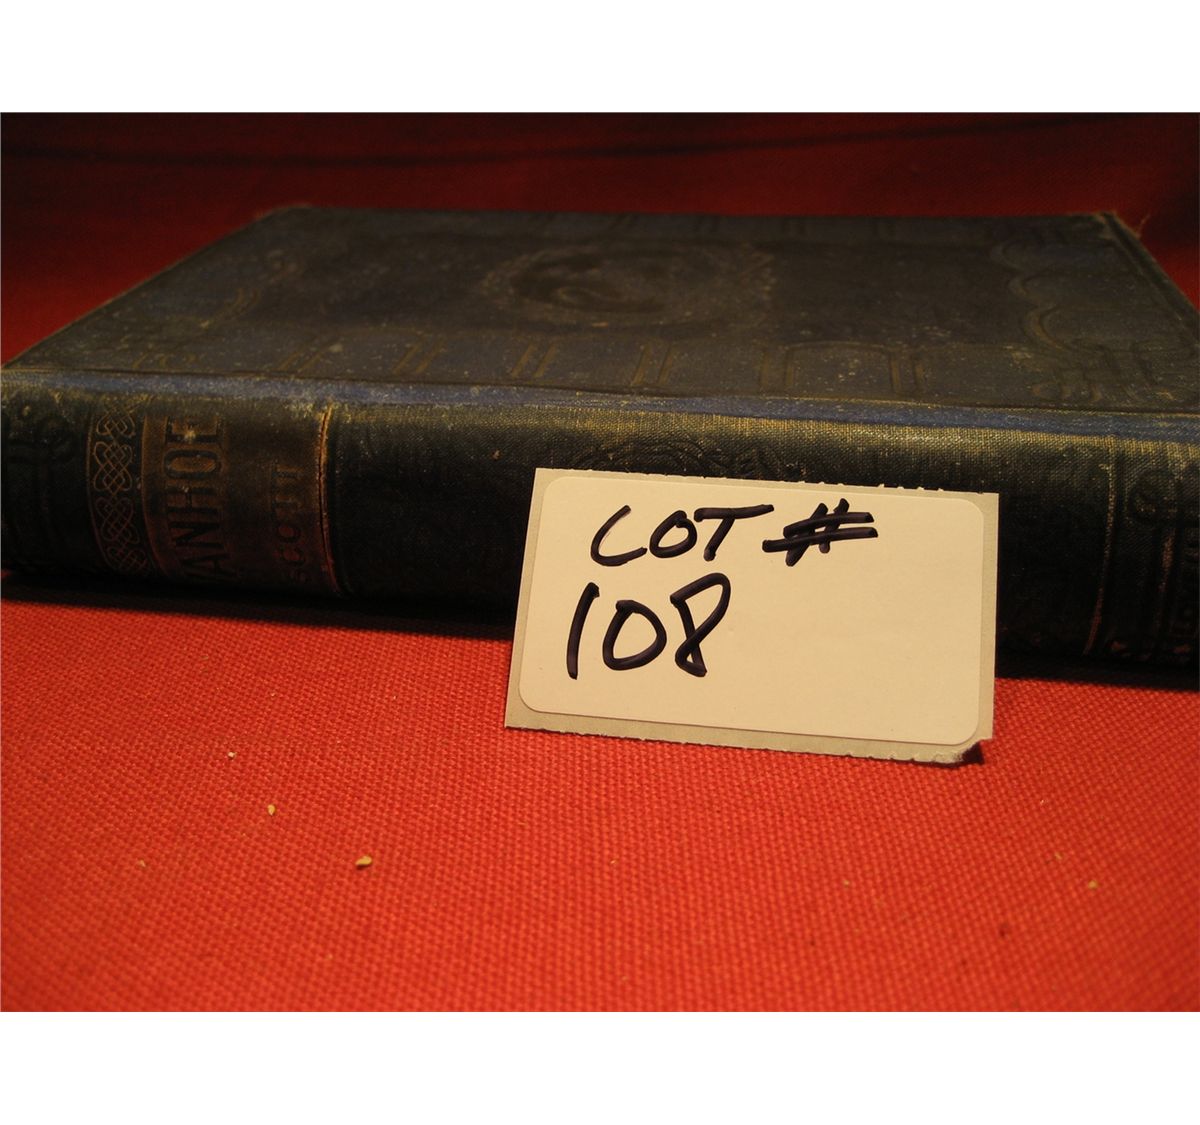 IVANHOE
SCOTT
LOT #
108